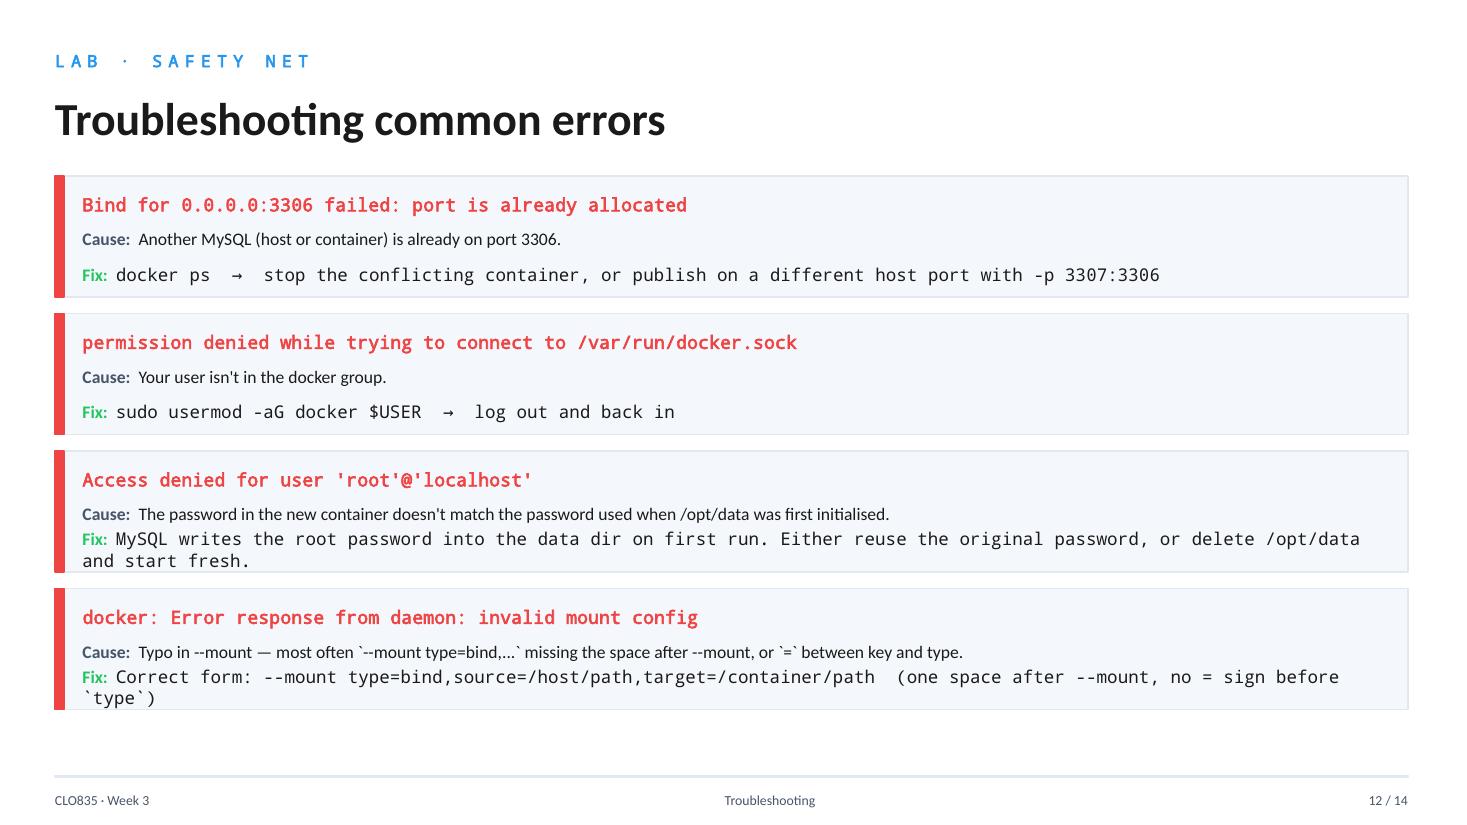 LAB · SAFETY NET
Troubleshooting common errors
Bind for 0.0.0.0:3306 failed: port is already allocated
Cause: Another MySQL (host or container) is already on port 3306.
Fix: docker ps → stop the conflicting container, or publish on a different host port with -p 3307:3306
permission denied while trying to connect to /var/run/docker.sock
Cause: Your user isn't in the docker group.
Fix: sudo usermod -aG docker $USER → log out and back in
Access denied for user 'root'@'localhost'
Cause: The password in the new container doesn't match the password used when /opt/data was first initialised.
Fix: MySQL writes the root password into the data dir on first run. Either reuse the original password, or delete /opt/data
and start fresh.
docker: Error response from daemon: invalid mount config
Cause: Typo in --mount — most often `--mount type=bind,...` missing the space after --mount, or `=` between key and type.
Fix: Correct form: --mount type=bind,source=/host/path,target=/container/path (one space after --mount, no = sign before
`type`)
CLO835 · Week 3
Troubleshooting
12 / 14